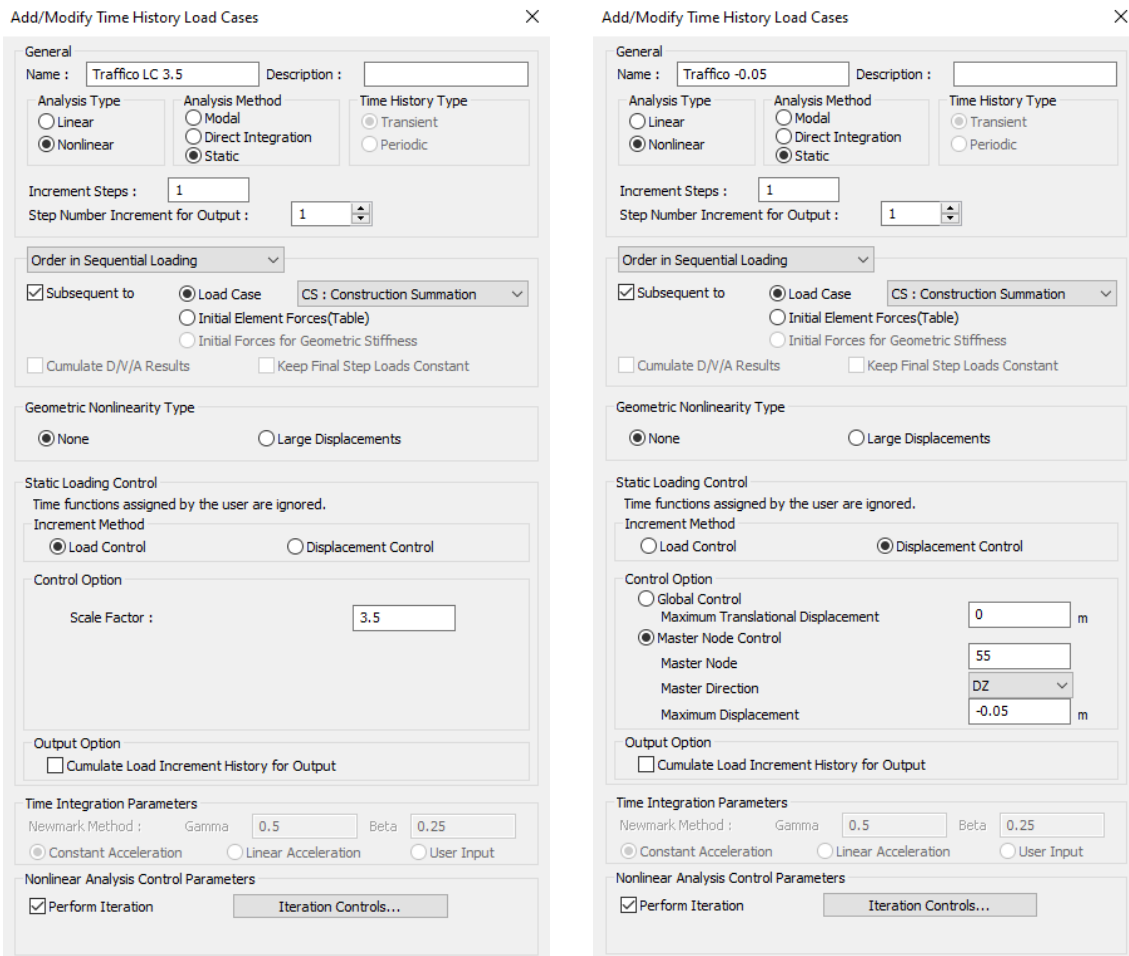 Add/Modify Time History Load Cases
General
Name : Traffico LC 3.5 Description :
Analysis Type Analysis Method Time History Type
Linear Modal Transient
Nonlinear Direct Integration Periodic
Static
Increment Steps : 1
Step Number Increment for Output : 1
Order in Sequential Loading
Subsequent to Load Case CS : Construction Summation
Initial Element Forces(Table)
Initial Forces for Geometric Stiffness
Cumulate D/V/A Results Keep Final Step Loads Constant
Geometric Nonlinearity Type
None Large Displacements
Static Loading Control
Time functions assigned by the user are ignored.
Increment Method
Load Control Displacement Control
Control Option
Scale Factor : 3.5
Output Option
Cumulate Load Increment History for Output
Time Integration Parameters
Newmark Method : Gamma 0.5 Beta 0.25
Constant Acceleration Linear Acceleration User Input
Nonlinear Analysis Control Parameters
Perform Iteration Iteration Controls...
Add/Modify Time History Load Cases
General
Name : Traffico -0.05 Description :
Analysis Type Analysis Method Time History Type
Linear Modal Transient
Nonlinear Direct Integration Periodic
Static
Increment Steps : 1
Step Number Increment for Output : 1
Order in Sequential Loading
Subsequent to Load Case CS : Construction Summation
Initial Element Forces(Table)
Initial Forces for Geometric Stiffness
Cumulate D/V/A Results Keep Final Step Loads Constant
Geometric Nonlinearity Type
None Large Displacements
Static Loading Control
Time functions assigned by the user are ignored.
Increment Method
Load Control Displacement Control
Control Option
Global Control
Maximum Translational Displacement 0 m
Master Node Control
Master Node 55
Master Direction DZ
Maximum Displacement -0.05 m
Output Option
Cumulate Load Increment History for Output
Time Integration Parameters
Newmark Method : Gamma 0.5 Beta 0.25
Constant Acceleration Linear Acceleration User Input
Nonlinear Analysis Control Parameters
Perform Iteration Iteration Controls...